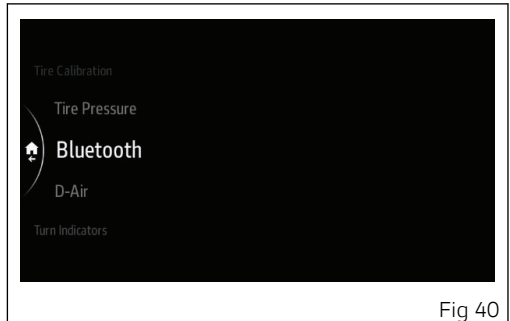 Tire Calibration
Tire Pressure
Bluetooth
D-Air
Turn Indicators
Fig 40